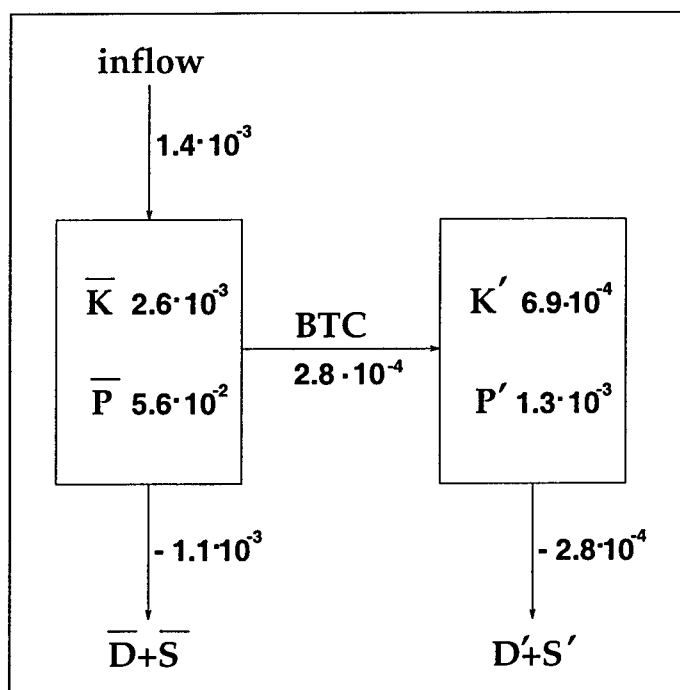 inflow
1.4·10⁻³
K̅ 2.6·10⁻³
K′ 6.9·10⁻⁴
BTC
2.8·10⁻⁴
P̅ 5.6·10⁻²
P′ 1.3·10⁻³
- 1.1·10⁻³
- 2.8·10⁻⁴
D̅+S̅
D′+S′